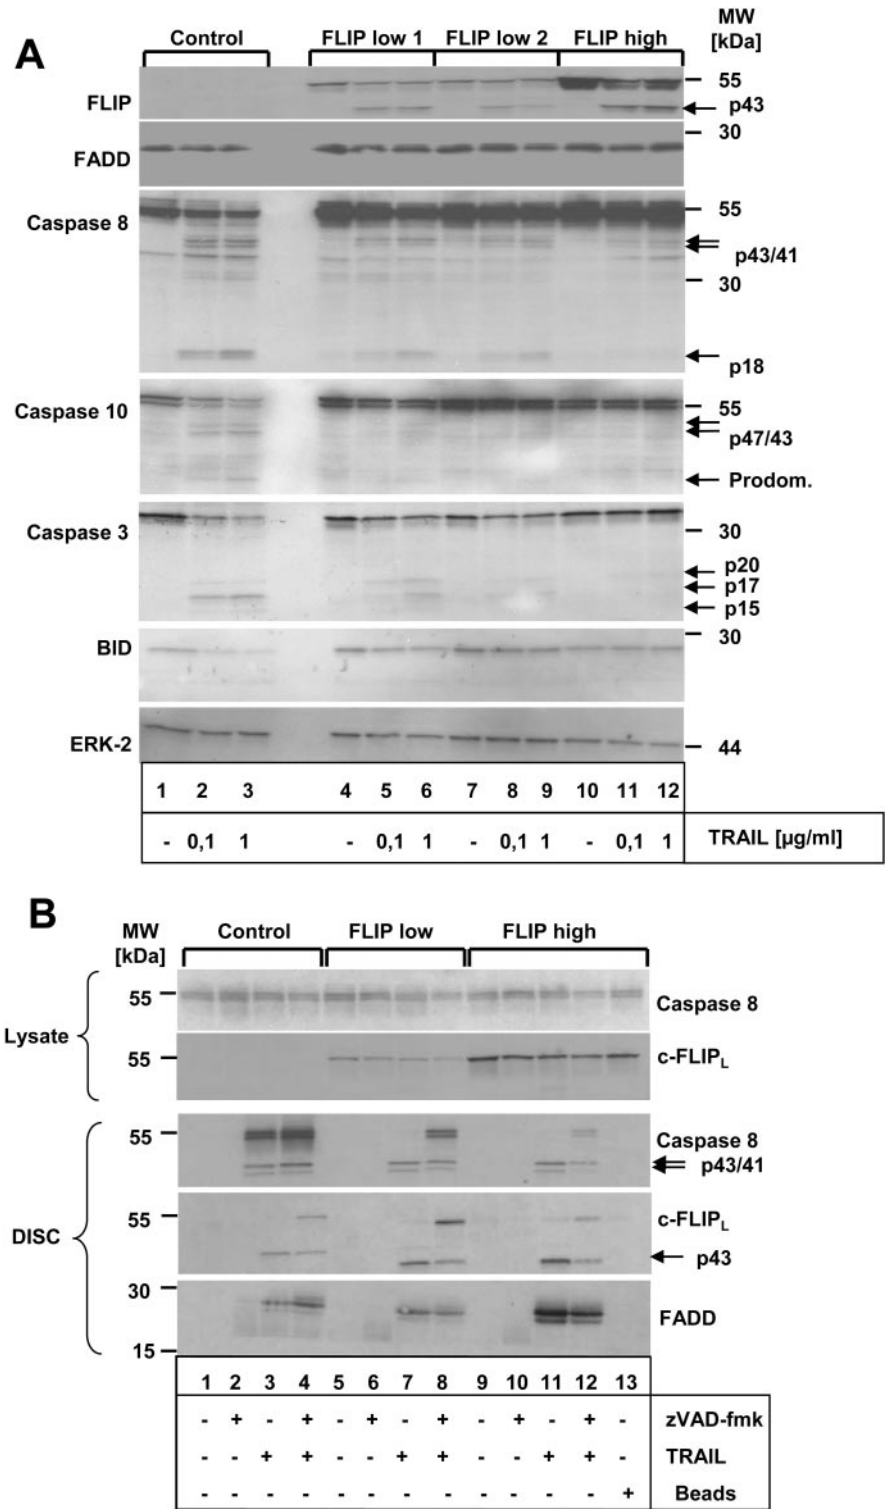 A
Control FLIP low 1 FLIP low 2 FLIP high MW [kDa]
FLIP 55
p43
30
FADD
Caspase 8 55
p43/41
30
p18
Caspase 10 55
p47/43
Prodom.
Caspase 3 30
p20
p17
p15
BID 30
ERK-2 44
1 2 3 4 5 6 7 8 9 10 11 12
- 0,1 1 - 0,1 1 - 0,1 1 - 0,1 1 TRAIL [µg/ml]
B
MW [kDa] Control FLIP low FLIP high
Lysate
55 Caspase 8
55 c-FLIPL
DISC
55 Caspase 8
p43/41
55 c-FLIPL
p43
30 FADD
15
1 2 3 4 5 6 7 8 9 10 11 12 13
- + - + - + - + - + - + - zVAD-fmk
- - + + - - + + - - + + - TRAIL
- - - - - - - - - - - - + Beads